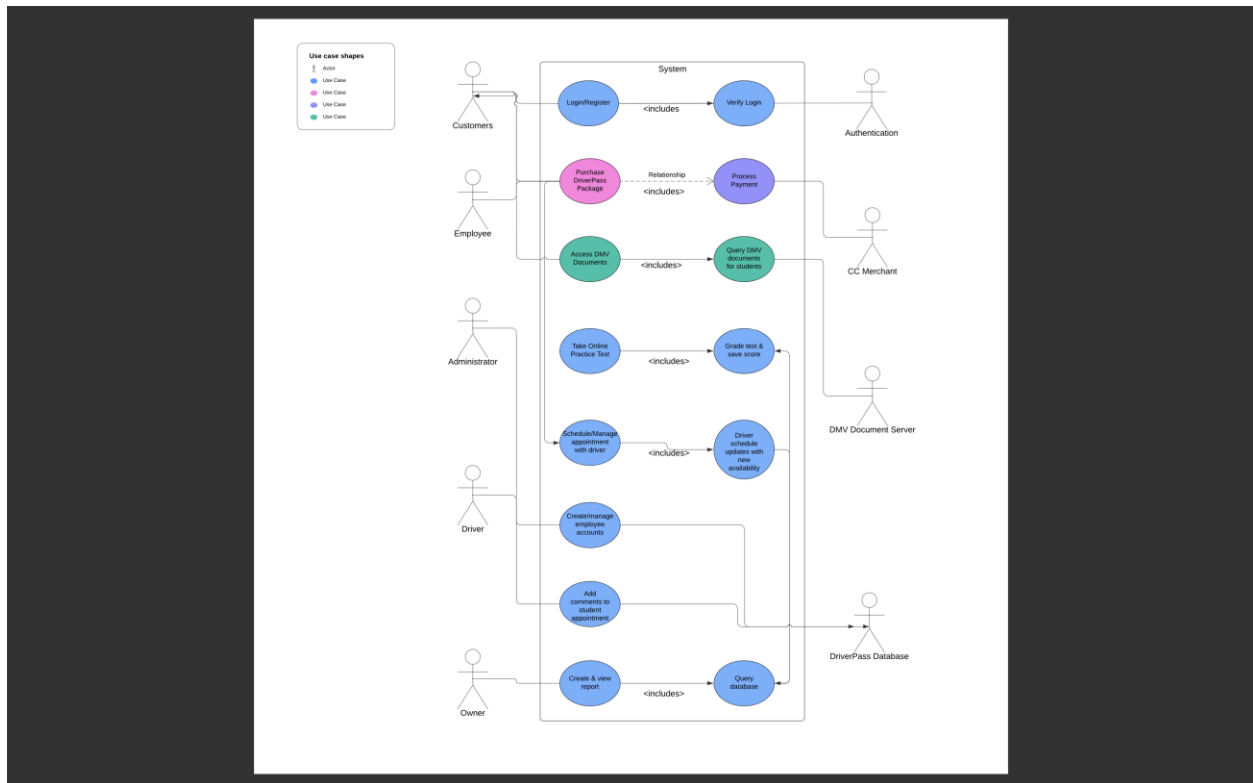 Use case shapes
Actor
Use Case
Use Case
Use Case
Use Case
System
Customers
Login/Register
<includes
Verify Login
Authentication
Employee
Purchase
DriverPass
Package
Relationship
<includes>
Process
Payment
CC Merchant
Access DMV
Documents
<includes>
Query DMV
documents
for students
Administrator
Take Online
Practice Test
<includes>
Grade test &
save score
DMV Document Server
Schedule/Manage
appointment
with driver
<includes>
Driver
schedule
updates with
new
availability
Driver
Create/manage
employee
accounts
Add
comments to
student
appointment
DriverPass Database
Owner
Create & view
report
<includes>
Query
database